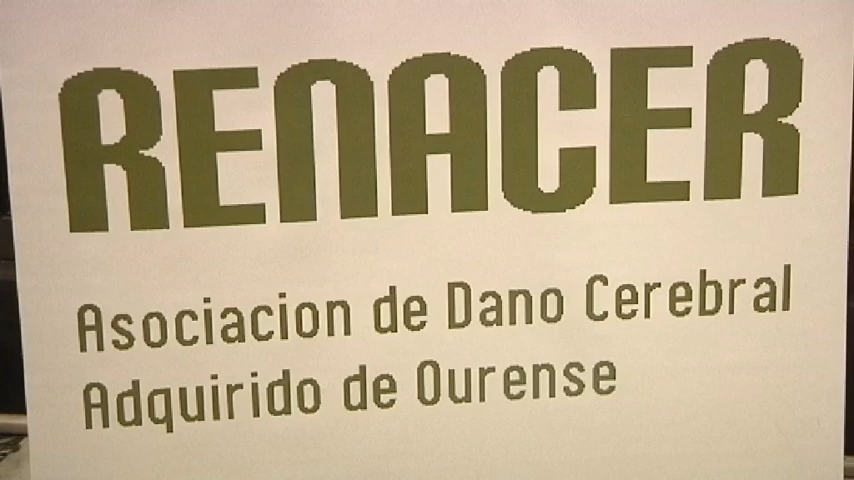 RENACER
Asociacion de Dano Cerebral
Adquirido de Ourense